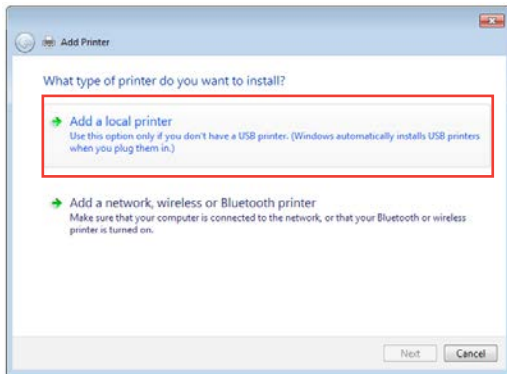 Add Printer
What type of printer do you want to install?
Add a local printer
Use this option only if you don't have a USB printer. (Windows automatically installs USB printers
when you plug them in.)
Add a network, wireless or Bluetooth printer
Make sure that your computer is connected to the network, or that your Bluetooth or wireless
printer is turned on.
Next Cancel